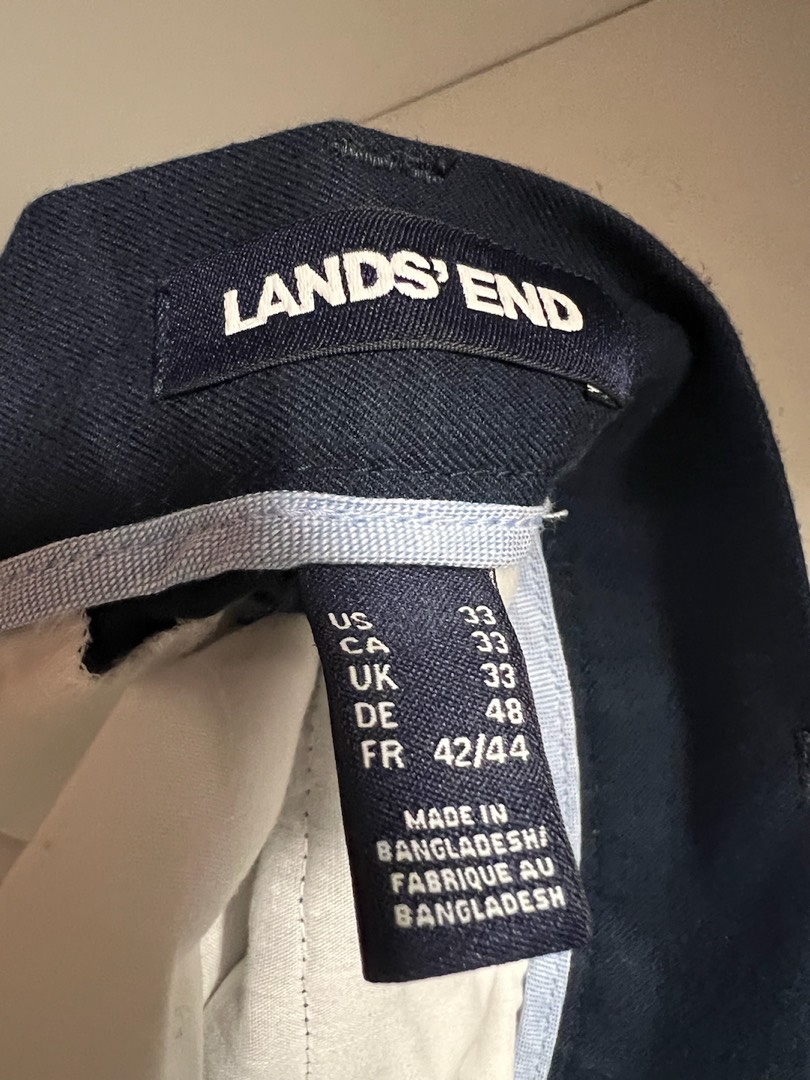 LANDS' END
US 33
CA 33
UK 33
DE 48
FR 42/44
MADE IN
BANGLADESH/
FABRIQUE AU
BANGLADESH